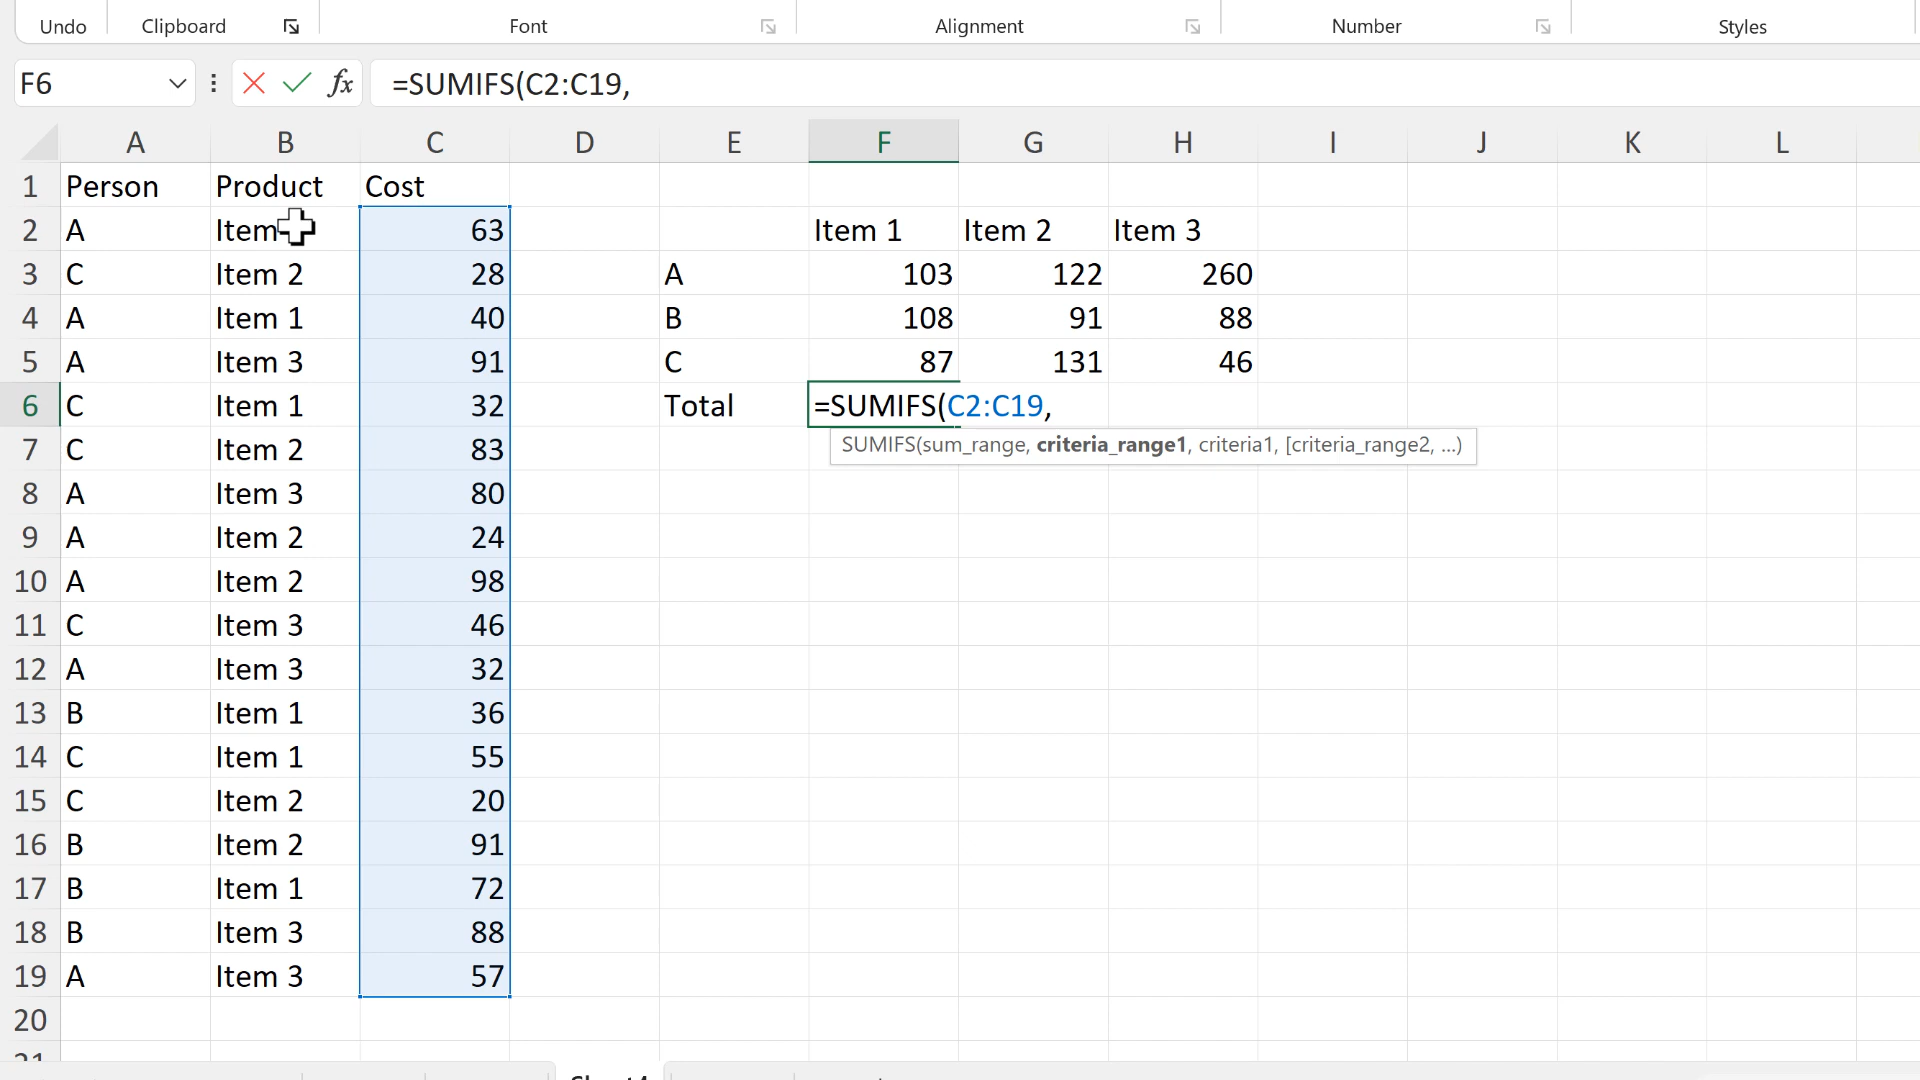 Undo Clipboard Font Alignment Number Styles
F6 fx =SUMIFS(C2:C19,
A B C D E F G H I J K L
1 Person Product Cost
2 A Item 63 Item 1 Item 2 Item 3
3 C Item 2 28 A 103 122 260
4 A Item 1 40 B 108 91 88
5 A Item 3 91 C 87 131 46
6 C Item 1 32 Total =SUMIFS(C2:C19,
7 C Item 2 83 SUMIFS(sum_range, criteria_range1, criteria1, [criteria_range2, ...)
8 A Item 3 80
9 A Item 2 24
10 A Item 2 98
11 C Item 3 46
12 A Item 3 32
13 B Item 1 36
14 C Item 1 55
15 C Item 2 20
16 B Item 2 91
17 B Item 1 72
18 B Item 3 88
19 A Item 3 57
20